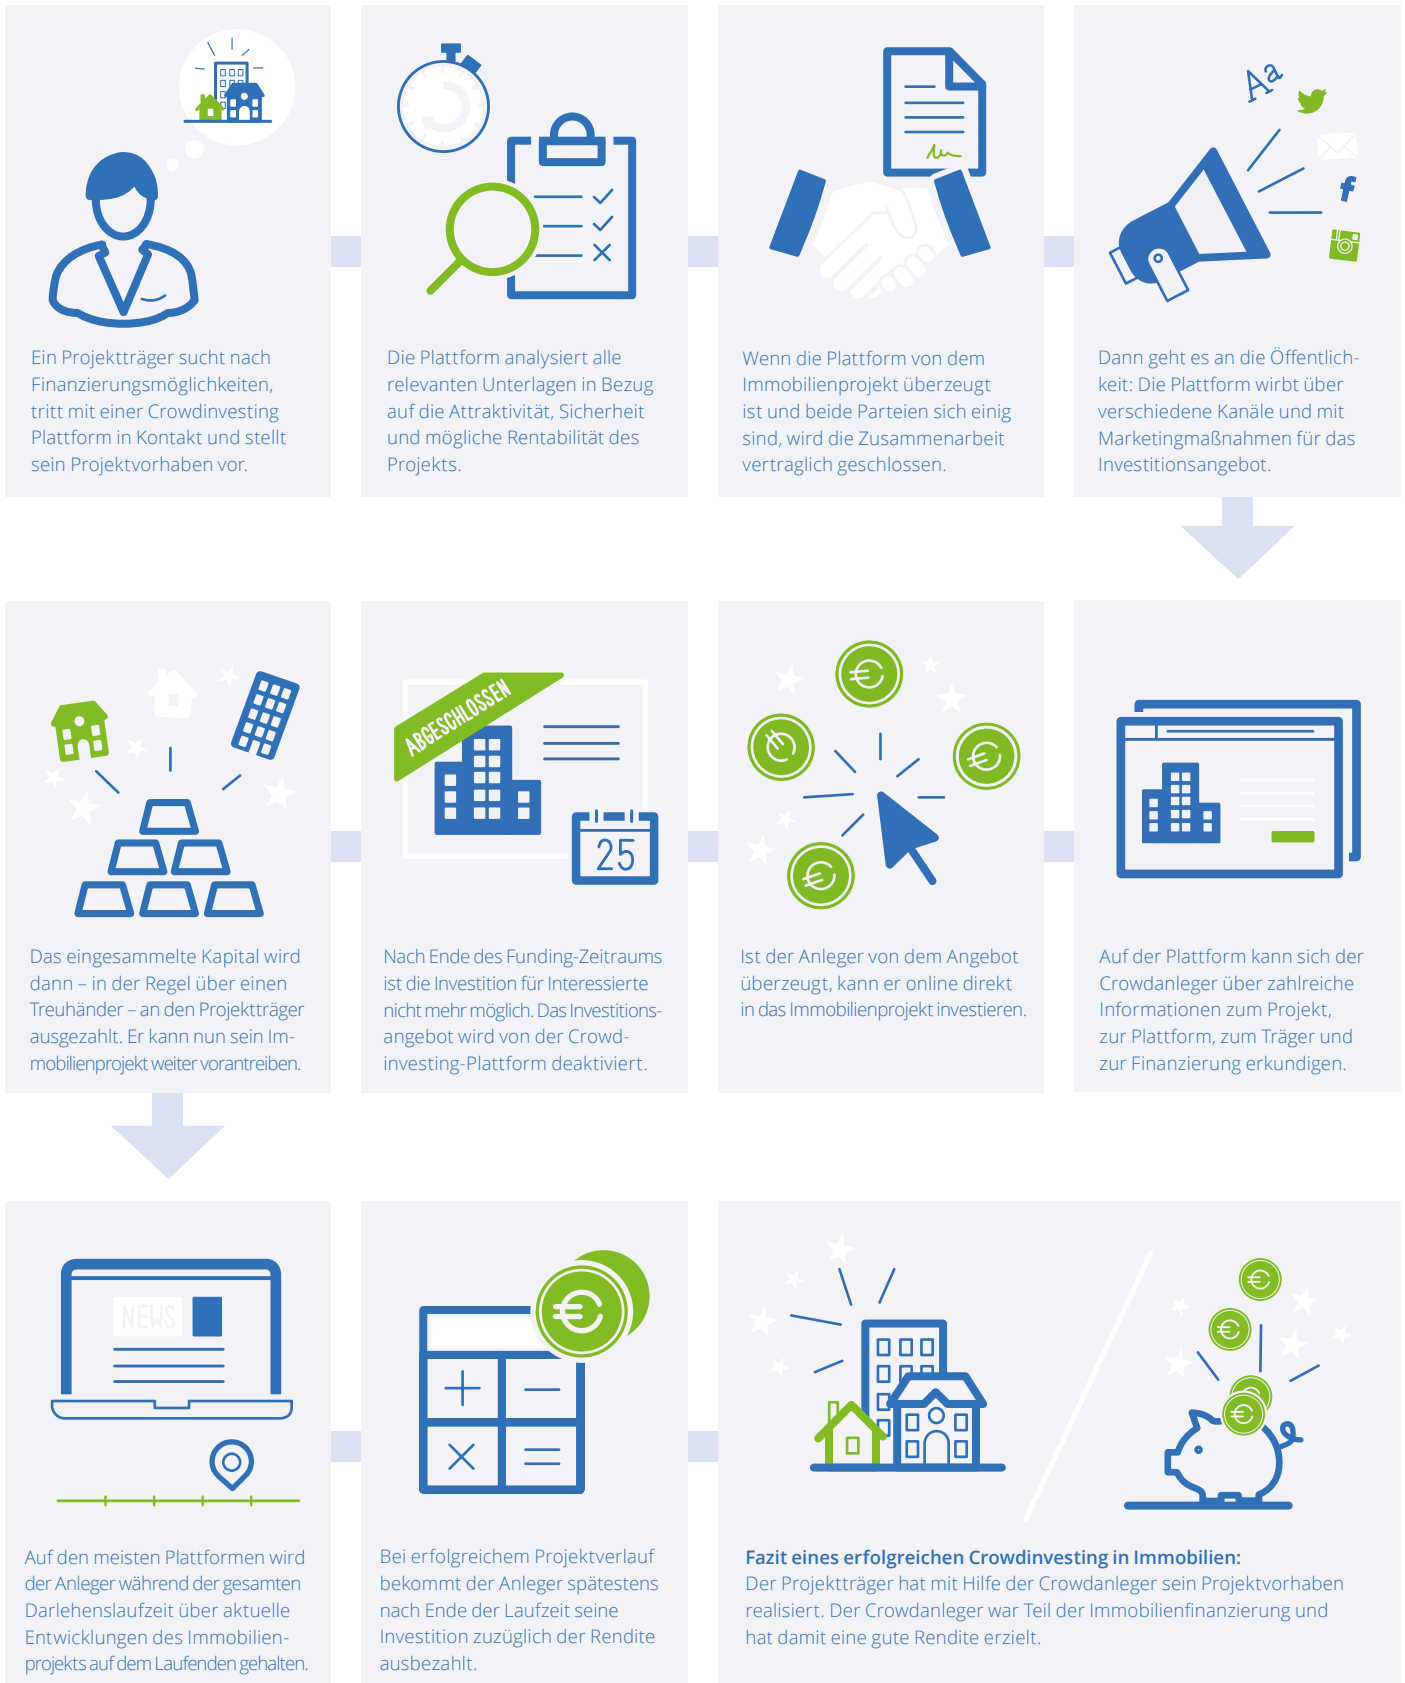 Aa
Ein Projektträger sucht nach
Finanzierungsmöglichkeiten,
tritt mit einer Crowdinvesting
Plattform in Kontakt und stellt
sein Projektvorhaben vor.
Die Plattform analysiert alle
relevanten Unterlagen in Bezug
auf die Attraktivität, Sicherheit
und mögliche Rentabilität des
Projekts.
Wenn die Plattform von dem
Immobilienprojekt überzeugt
ist und beide Parteien sich einig
sind, wird die Zusammenarbeit
vertraglich geschlossen.
Dann geht es an die Öffentlich-
keit: Die Plattform wirbt über
verschiedene Kanäle und mit
Marketingmaßnahmen für das
Investitionsangebot.
Auf der Plattform kann sich der
Crowdanleger über zahlreiche
Informationen zum Projekt,
zur Plattform, zum Träger und
zur Finanzierung erkundigen.
Ist der Anleger von dem Angebot
überzeugt, kann er online direkt
in das Immobilienprojekt investieren.
ABGESCHLOSSEN
25
Nach Ende des Funding-Zeitraums
ist die Investition für Interessierte
nicht mehr möglich. Das Investitions-
angebot wird von der Crowd-
investing-Plattform deaktiviert.
Das eingesammelte Kapital wird
dann – in der Regel über einen
Treuhänder – an den Projektträger
ausgezahlt. Er kann nun sein Im-
mobilienprojekt weiter vorantreiben.
NEWS
Auf den meisten Plattformen wird
der Anleger während der gesamten
Darlehenslaufzeit über aktuelle
Entwicklungen des Immobilien-
projekts auf dem Laufenden gehalten.
Bei erfolgreichem Projektverlauf
bekommt der Anleger spätestens
nach Ende der Laufzeit seine
Investition zuzüglich der Rendite
ausbezahlt.
Fazit eines erfolgreichen Crowdinvesting in Immobilien:
Der Projektträger hat mit Hilfe der Crowdanleger sein Projektvorhaben
realisiert. Der Crowdanleger war Teil der Immobilienfinanzierung und
hat damit eine gute Rendite erzielt.